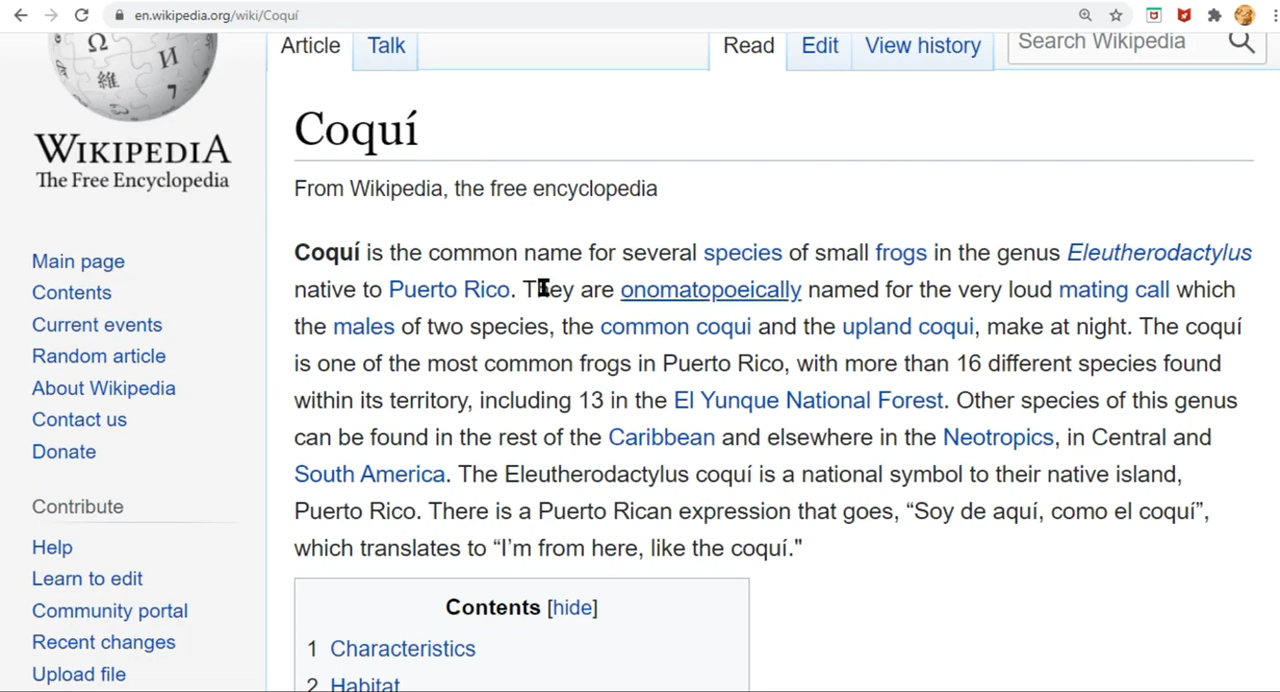 en.wikipedia.org/wiki/Coquí
Article Talk Read Edit View history Search Wikipedia
WIKIPEDIA
The Free Encyclopedia
Coquí
From Wikipedia, the free encyclopedia
Coquí is the common name for several species of small frogs in the genus Eleutherodactylus
native to Puerto Rico. They are onomatopoeically named for the very loud mating call which
the males of two species, the common coqui and the upland coqui, make at night. The coquí
is one of the most common frogs in Puerto Rico, with more than 16 different species found
within its territory, including 13 in the El Yunque National Forest. Other species of this genus
can be found in the rest of the Caribbean and elsewhere in the Neotropics, in Central and
South America. The Eleutherodactylus coquí is a national symbol to their native island,
Puerto Rico. There is a Puerto Rican expression that goes, “Soy de aquí, como el coquí”,
which translates to “I’m from here, like the coquí."
Contents [hide]
1 Characteristics
2 Habitat
Main page
Contents
Current events
Random article
About Wikipedia
Contact us
Donate
Contribute
Help
Learn to edit
Community portal
Recent changes
Upload file